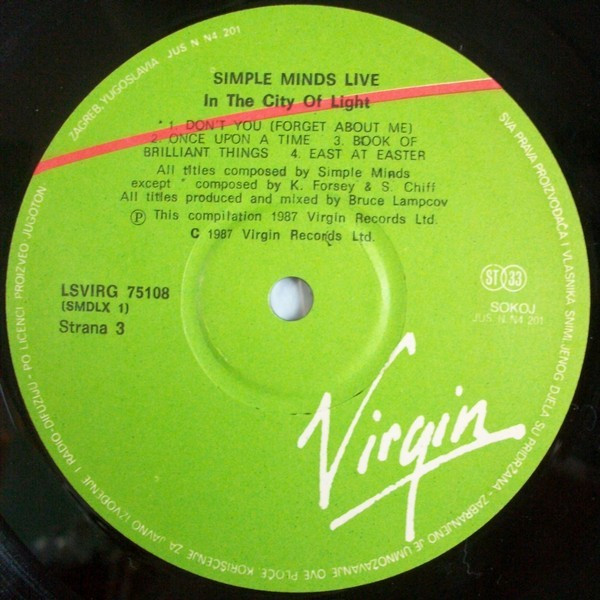 SIMPLE MINDS LIVE
In The City Of Light
* 1. DON'T YOU (FORGET ABOUT ME)
2. ONCE UPON A TIME 3. BOOK OF
BRILLIANT THINGS 4. EAST AT EASTER
All titles composed by Simple Minds
except * composed by K. Forsey & S. Chiff
All titles produced and mixed by Bruce Lampcov
Ⓟ This compilation 1987 Virgin Records Ltd.
C 1987 Virgin Records Ltd.
LSVIRG 75108
(SMDLX 1)
Strana 3
ST 33
SOKOJ
JUS. N. N4 201
Virgin
ZAGREB, YUGOSLAVIA JUS N N4.201
SVA PRAVA PROIZVOĐAČA I VLASNIKA SNIMLJENOG DJELA SU PRIDRŽANA - ZABRANJENO JE UMNOŽAVANJE OVE PLOČE, KORIŠĆENJE ZA JAVNO IZVOĐENJE I RADIO-DIFUZIJU - PO LICENCI PROIZVEO JUGOTON